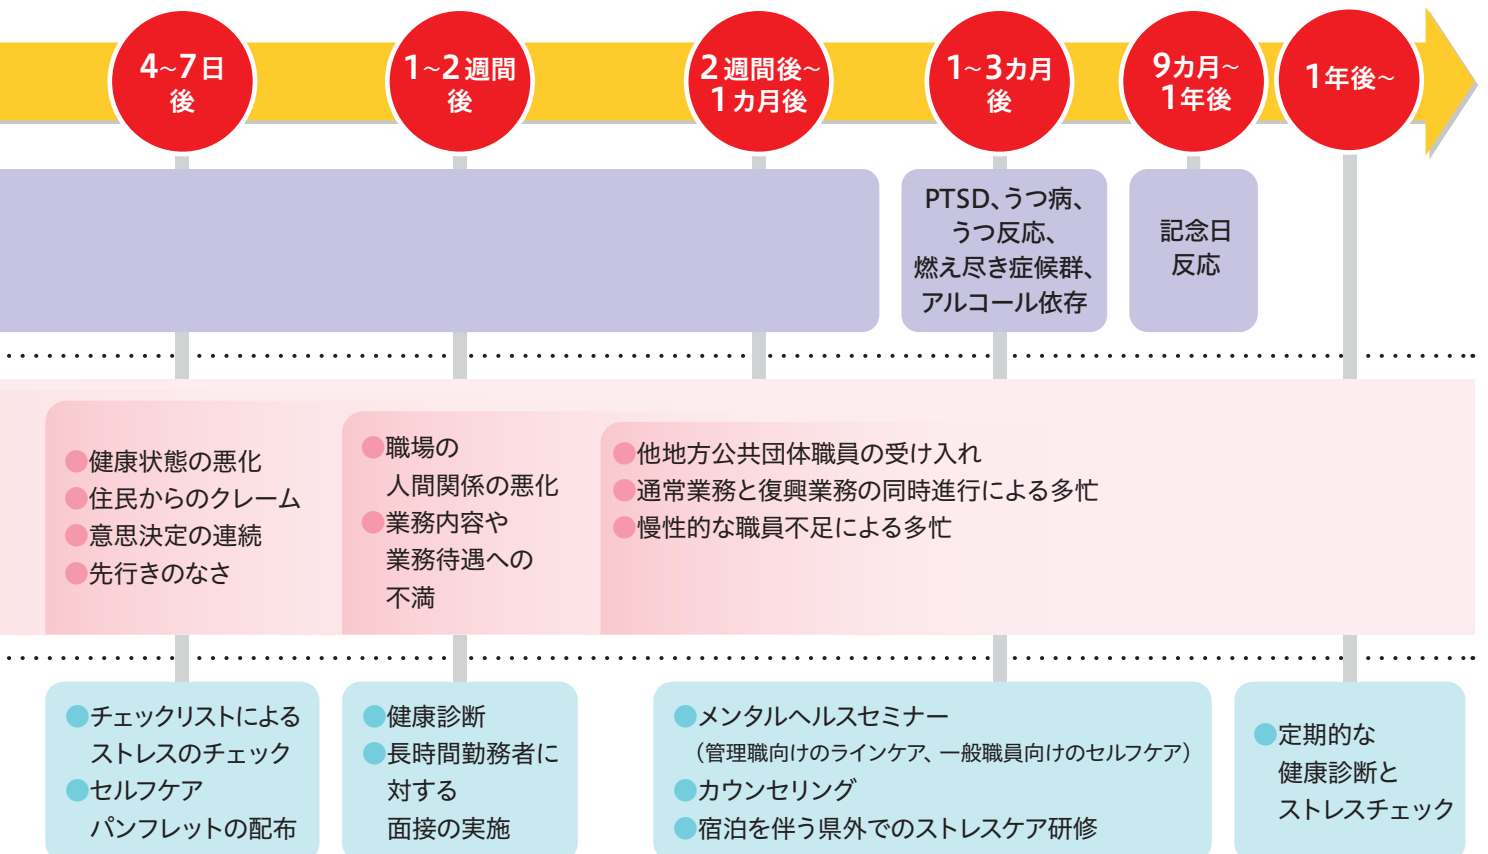 4~7日
後
1~2週間
後
2週間後~
1カ月後
1~3カ月
後
9カ月~
1年後
1年後~
PTSD、うつ病、
うつ反応、
燃え尽き症候群、
アルコール依存
記念日
反応
●健康状態の悪化
●住民からのクレーム
●意思決定の連続
●先行きのなさ
●職場の
人間関係の悪化
●業務内容や
業務待遇への
不満
●他地方公共団体職員の受け入れ
●通常業務と復興業務の同時進行による多忙
●慢性的な職員不足による多忙
●チェックリストによる
ストレスのチェック
●セルフケア
パンフレットの配布
●健康診断
●長時間勤務者に
対する
面接の実施
●メンタルヘルスセミナー
（管理職向けのラインケア、一般職員向けのセルフケア）
●カウンセリング
●宿泊を伴う県外でのストレスケア研修
●定期的な
健康診断と
ストレスチェック